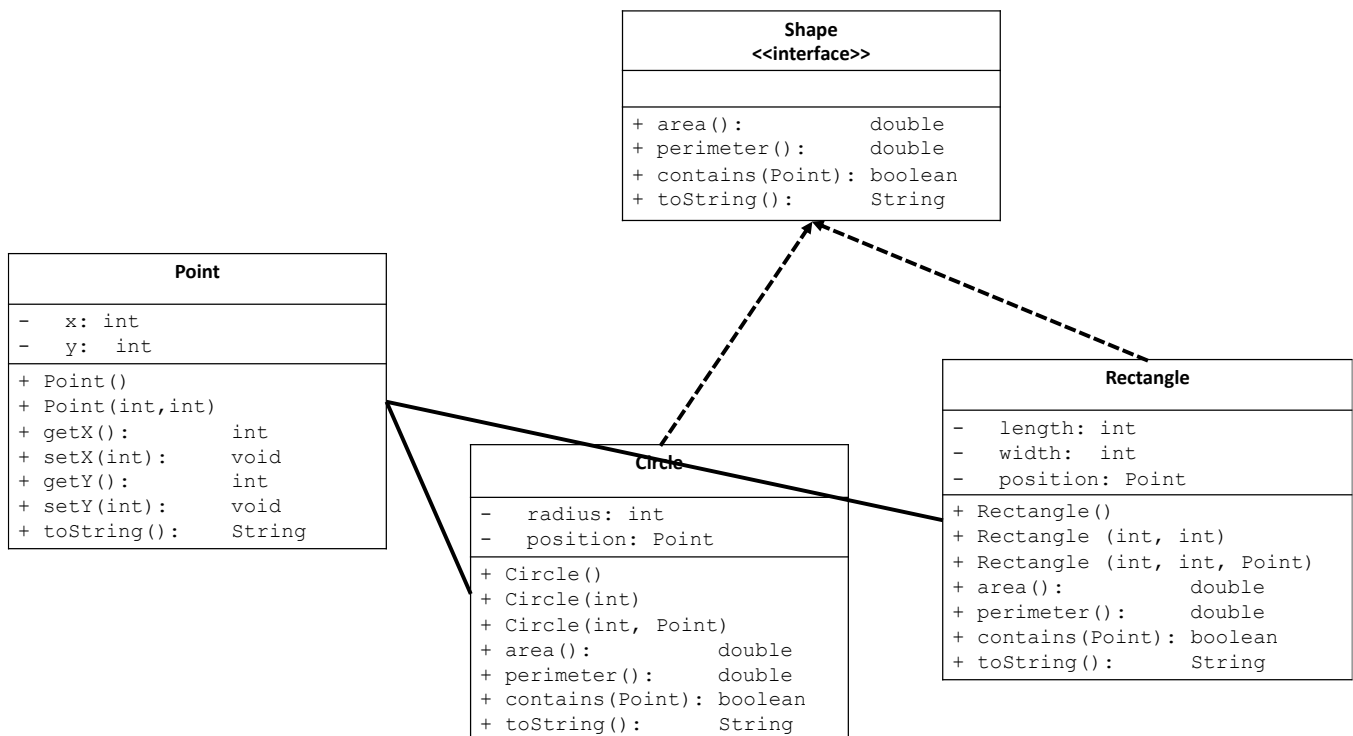 Shape
<<interface>>
+ area(): double
+ perimeter(): double
+ contains(Point): boolean
+ toString(): String
Point
- x: int
- y: int
+ Point()
+ Point(int,int)
+ getX(): int
+ setX(int): void
+ getY(): int
+ setY(int): void
+ toString(): String
Circle
- radius: int
- position: Point
+ Circle()
+ Circle(int)
+ Circle(int, Point)
+ area(): double
+ perimeter(): double
+ contains(Point): boolean
+ toString(): String
Rectangle
- length: int
- width: int
- position: Point
+ Rectangle()
+ Rectangle (int, int)
+ Rectangle (int, int, Point)
+ area(): double
+ perimeter(): double
+ contains(Point): boolean
+ toString(): String